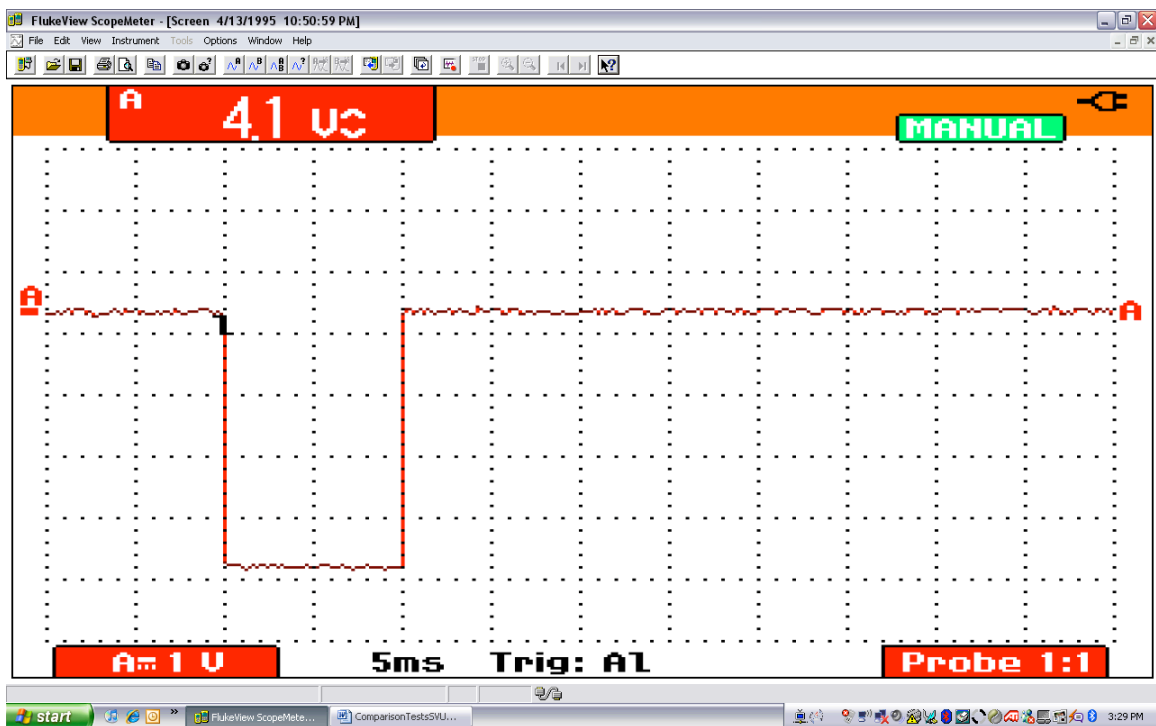 FlukeView ScopeMeter - [Screen 4/13/1995 10:50:59 PM]
File Edit View Instrument Tools Options Window Help
A 4.1 V
MANUAL
A A
A 1 V 5ms Trig: A Probe 1:1
start FlukeView ScopeMete... ComparisonTestsSVU... 3:29 PM